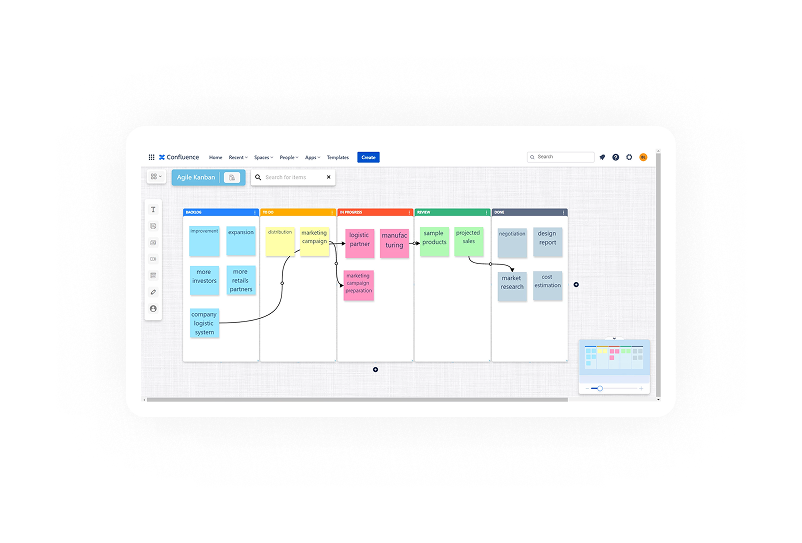 Confluence Home Recent Spaces People Apps Templates Create Search
Agile Kanban Search for items
BACKLOG TO DO IN PROGRESS REVIEW DONE
improvement
expansion
more
investors
more
retails
partners
company
logistic
system
distribution
marketing
campaign
logistic
partner
manufac
turing
marketing
campaign
preparation
sample
products
projected
sales
negotiation
design
report
market
research
cost
estimation